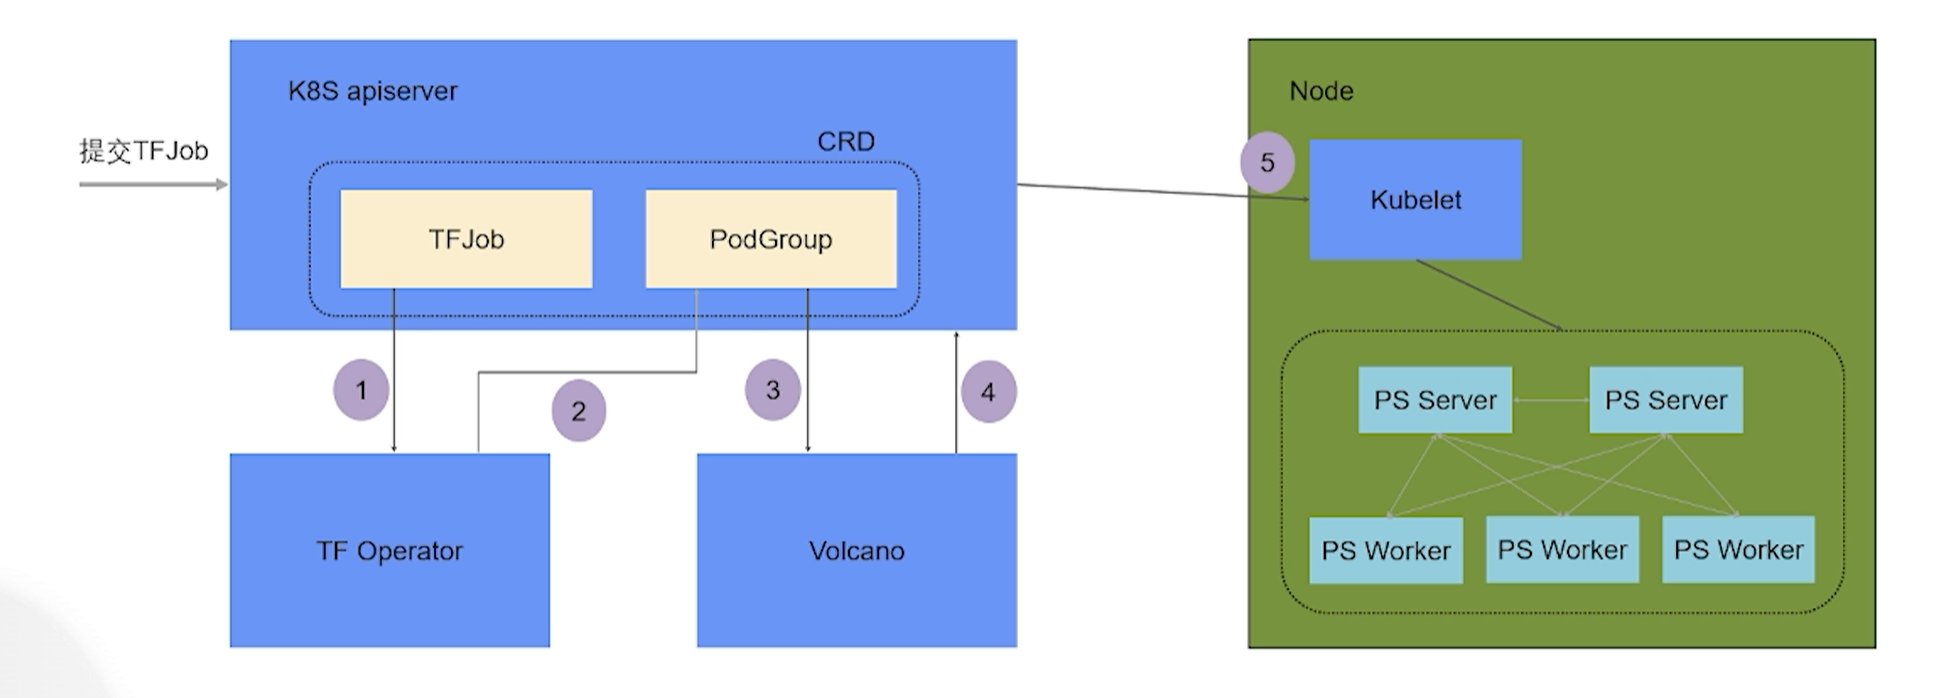 K8S apiserver
Node
CRD
提交TFJob
5
Kubelet
TFJob
PodGroup
1
2
3
4
PS Server
PS Server
TF Operator
Volcano
PS Worker
PS Worker
PS Worker